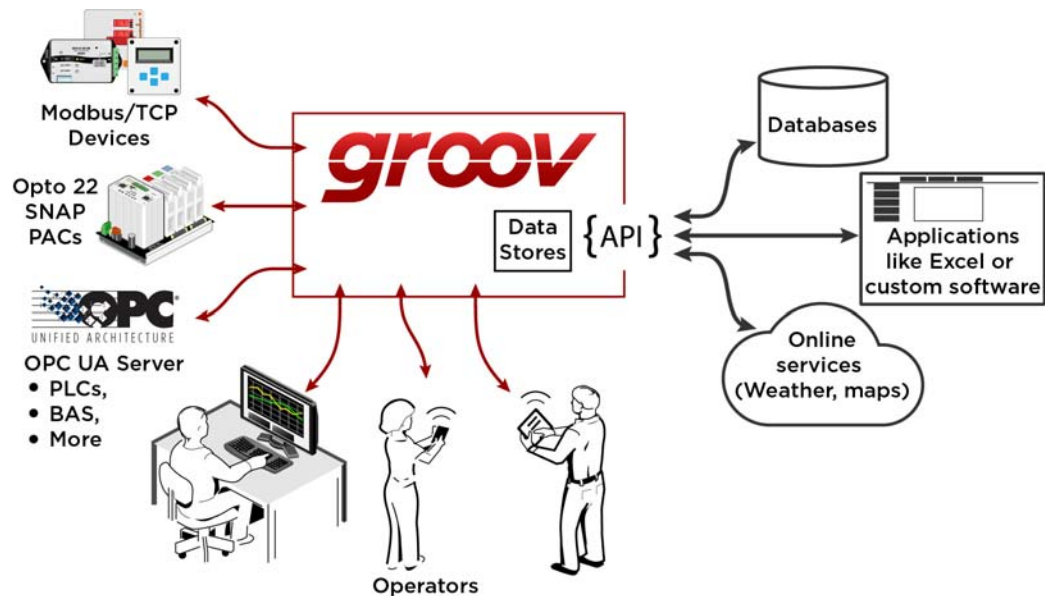 Modbus/TCP
Devices
Opto 22
SNAP
PACs
OPC
UNIFIED ARCHITECTURE
OPC UA Server
• PLCs,
• BAS,
• More
groov
Data
Stores
{API}
Databases
Applications
like Excel or
custom software
Online
services
(Weather, maps)
Operators